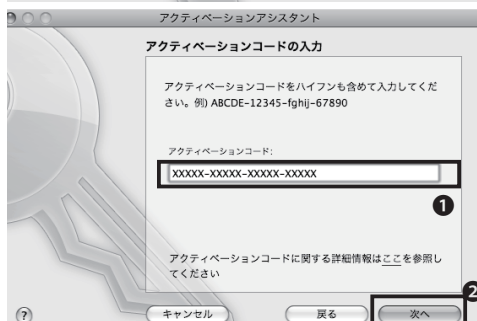 アクティベーションアシスタント
アクティベーションコードの入力
アクティベーションコードをハイフンも含めて入力してくだ
さい。例) ABCDE-12345-fghij-67890
アクティベーションコード:
XXXXX-XXXXX-XXXXX-XXXXX
❶
アクティベーションコードに関する詳細情報はここを参照し
てください
❷
? キャンセル 戻る 次へ